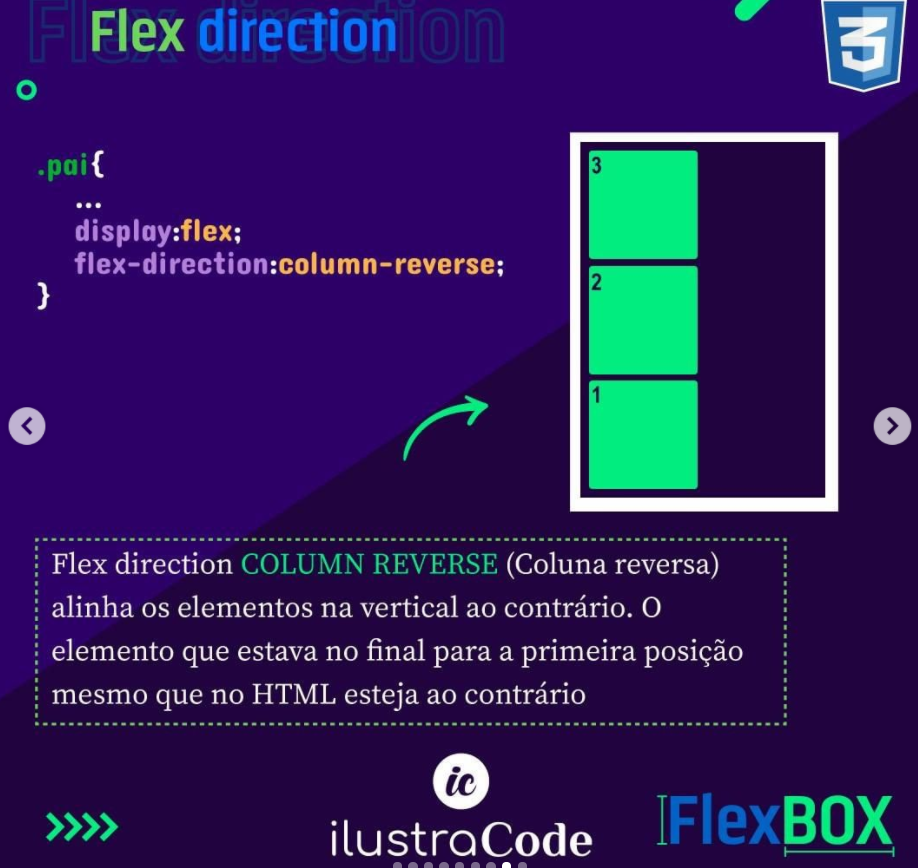 Flex direction
.pai{
...
display:flex;
flex-direction:column-reverse;
}
3
2
1
Flex direction COLUMN REVERSE (Coluna reversa)
alinha os elementos na vertical ao contrário. O
elemento que estava no final para a primeira posição
mesmo que no HTML esteja ao contrário
ic
ilustraCode
FlexBOX